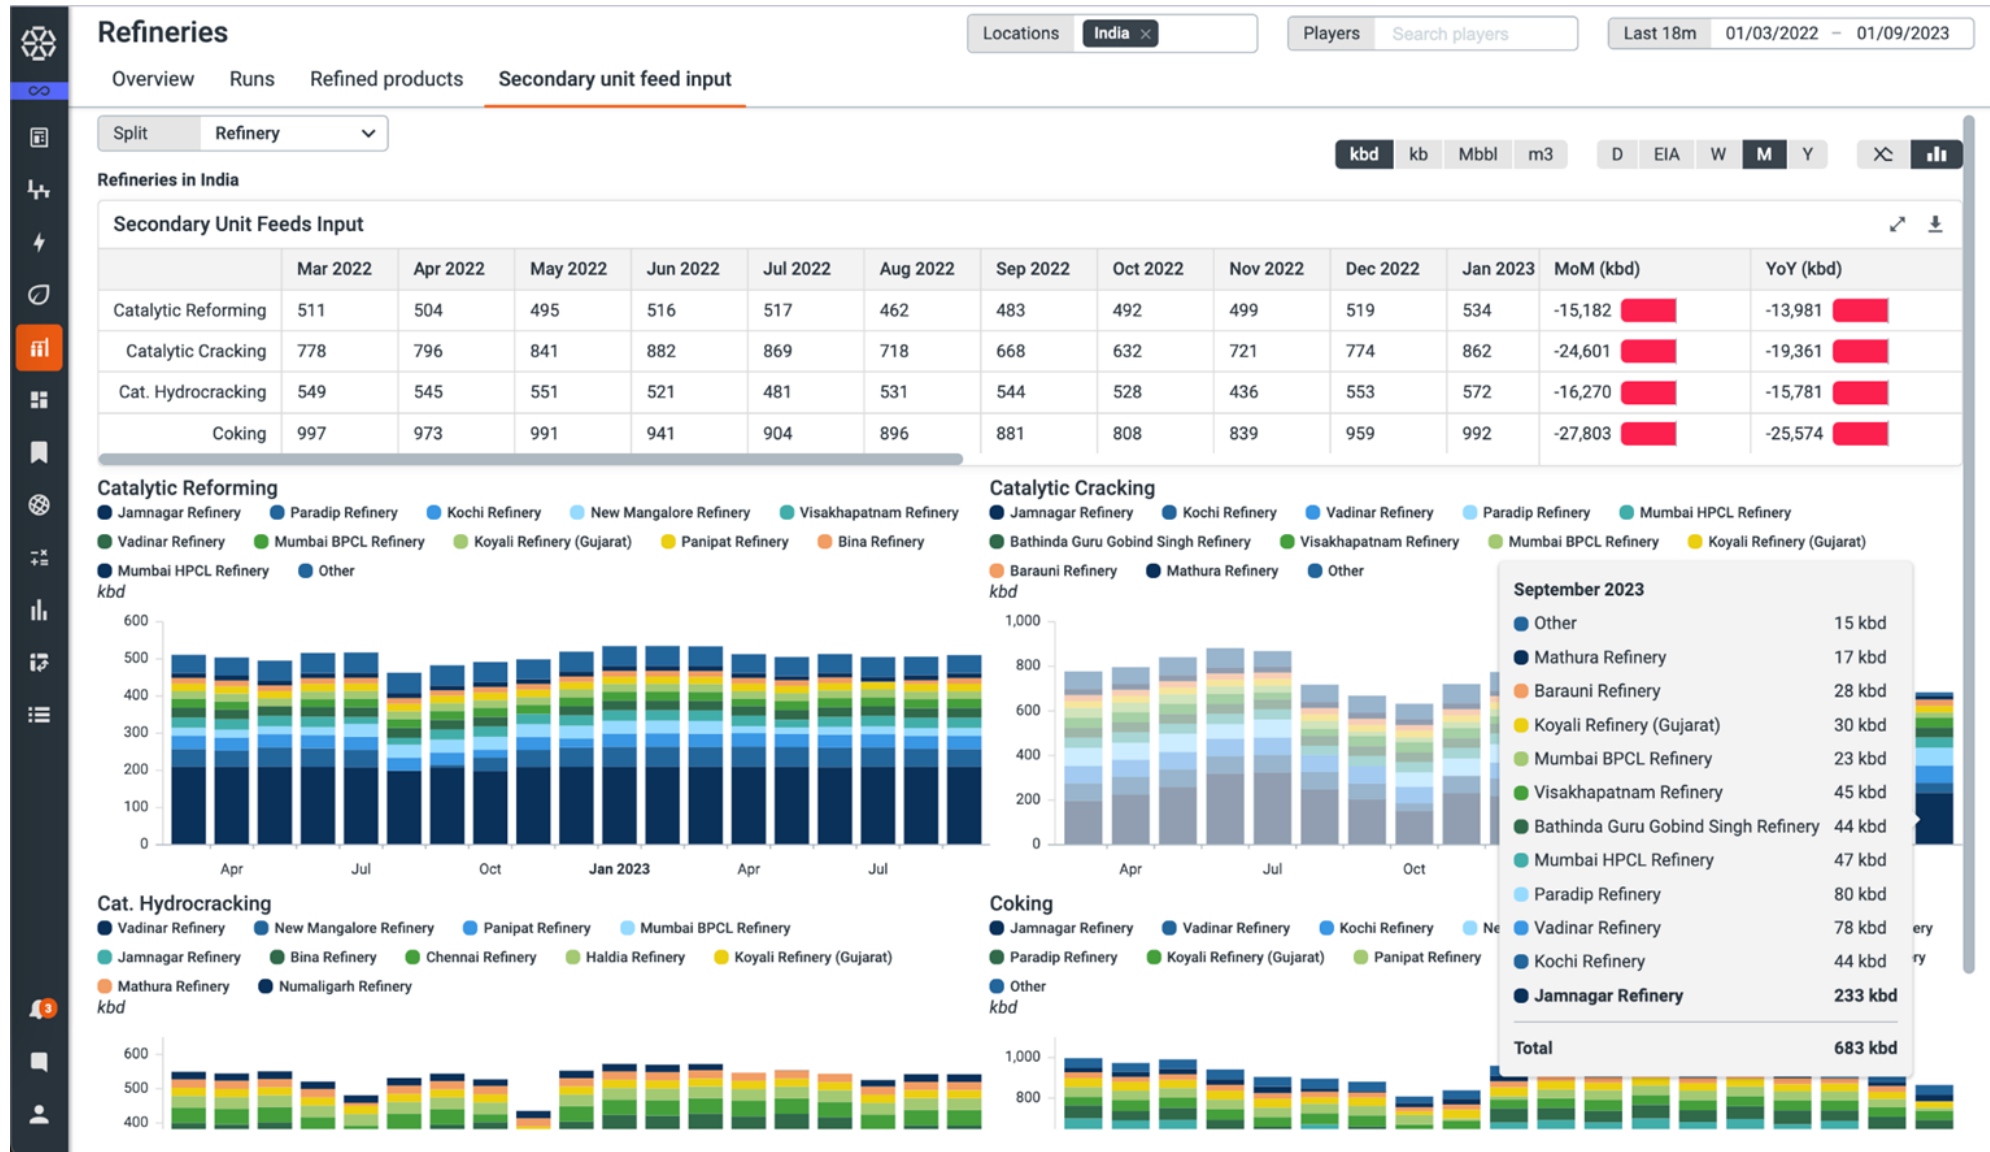 Refineries
Locations India × Players Search players Last 18m 01/03/2022 – 01/09/2023
Overview Runs Refined products Secondary unit feed input
Split Refinery
kbd kb Mbbl m3 D EIA W M Y
Refineries in India
Secondary Unit Feeds Input
Mar 2022 Apr 2022 May 2022 Jun 2022 Jul 2022 Aug 2022 Sep 2022 Oct 2022 Nov 2022 Dec 2022 Jan 2023 MoM (kbd) YoY (kbd)
Catalytic Reforming 511 504 495 516 517 462 483 492 499 519 534 -15,182 -13,981
Catalytic Cracking 778 796 841 882 869 718 668 632 721 774 862 -24,601 -19,361
Cat. Hydrocracking 549 545 551 521 481 531 544 528 436 553 572 -16,270 -15,781
Coking 997 973 991 941 904 896 881 808 839 959 992 -27,803 -25,574
Catalytic Reforming
Jamnagar Refinery Paradip Refinery Kochi Refinery New Mangalore Refinery Visakhapatnam Refinery
Vadinar Refinery Mumbai BPCL Refinery Koyali Refinery (Gujarat) Panipat Refinery Bina Refinery
Mumbai HPCL Refinery Other
kbd
600
500
400
300
200
100
0
Apr Jul Oct Jan 2023 Apr Jul
Catalytic Cracking
Jamnagar Refinery Kochi Refinery Vadinar Refinery Paradip Refinery Mumbai HPCL Refinery
Bathinda Guru Gobind Singh Refinery Visakhapatnam Refinery Mumbai BPCL Refinery Koyali Refinery (Gujarat)
Barauni Refinery Mathura Refinery Other
kbd
1,000
800
600
400
200
0
Apr Jul Oct
September 2023
Other 15 kbd
Mathura Refinery 17 kbd
Barauni Refinery 28 kbd
Koyali Refinery (Gujarat) 30 kbd
Mumbai BPCL Refinery 23 kbd
Visakhapatnam Refinery 45 kbd
Bathinda Guru Gobind Singh Refinery 44 kbd
Mumbai HPCL Refinery 47 kbd
Paradip Refinery 80 kbd
Vadinar Refinery 78 kbd
Kochi Refinery 44 kbd
Jamnagar Refinery 233 kbd
Total 683 kbd
Cat. Hydrocracking
Vadinar Refinery New Mangalore Refinery Panipat Refinery Mumbai BPCL Refinery
Jamnagar Refinery Bina Refinery Chennai Refinery Haldia Refinery Koyali Refinery (Gujarat)
Mathura Refinery Numaligarh Refinery
kbd
600
500
400
Coking
Jamnagar Refinery Vadinar Refinery Kochi Refinery Ne ery
Paradip Refinery Koyali Refinery (Gujarat) Panipat Refinery ry
Other
kbd
1,000
800
3